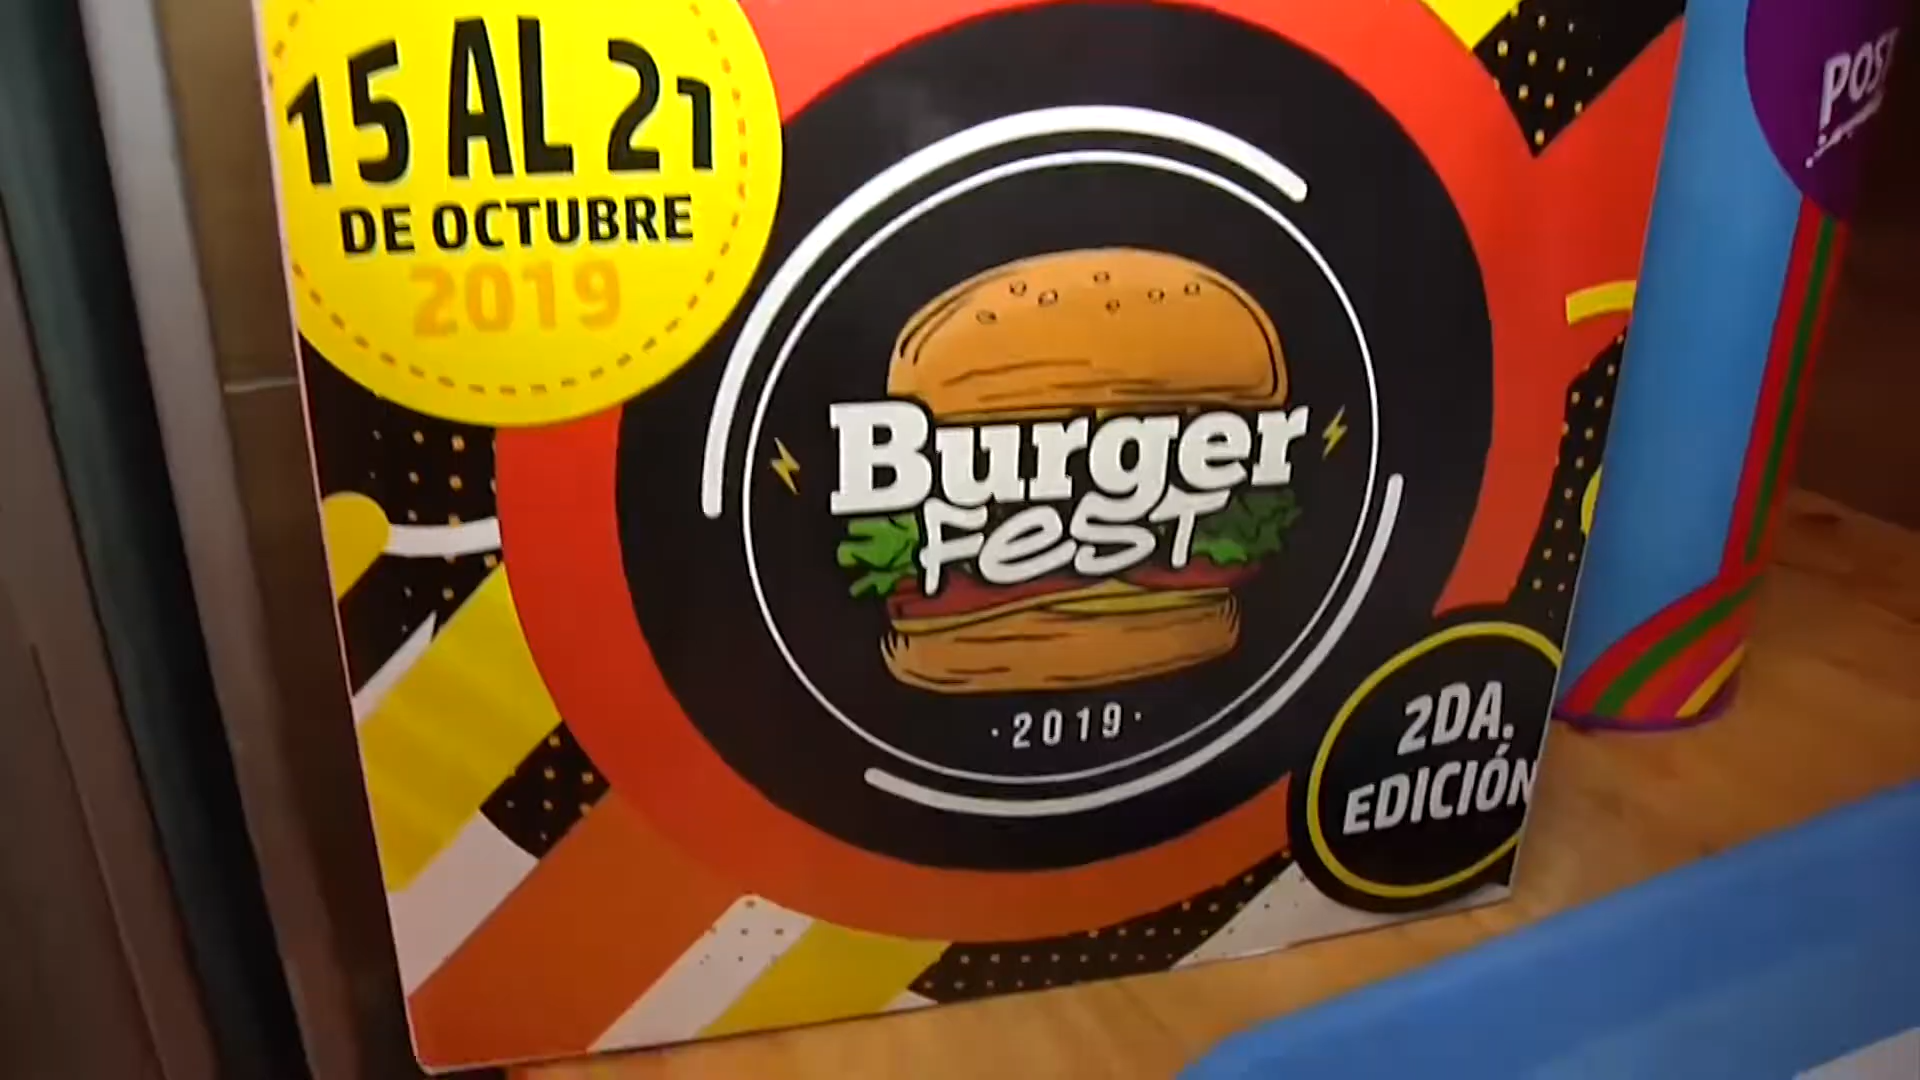 15 AL 21
DE OCTUBRE
2019
Burger
Fest
·2019·
2DA.
EDICIÓN